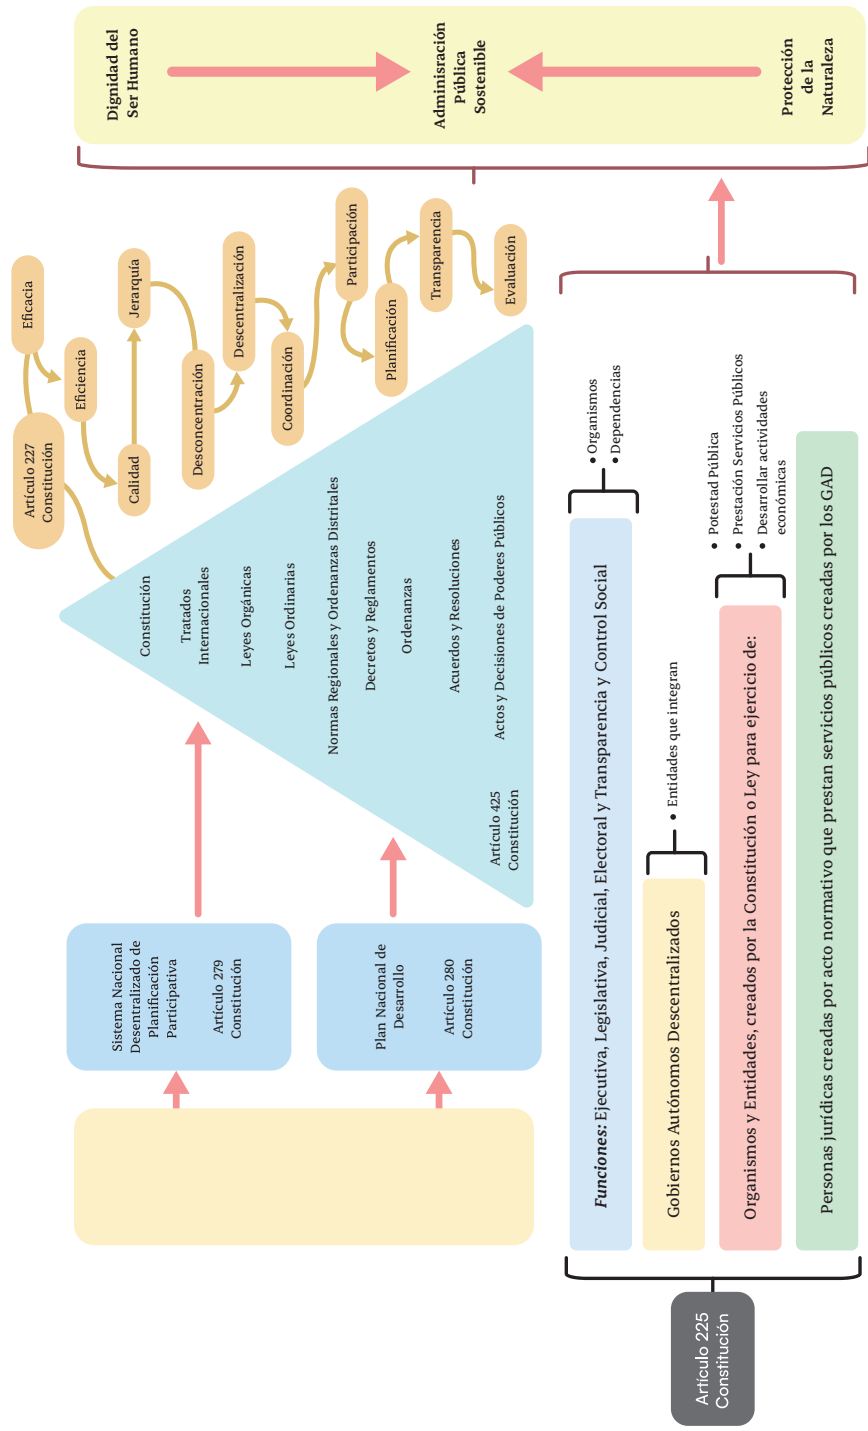 Sistema Nacional
Desentralizado de
Planificación
Participativa
Artículo 279
Constitución
Plan Nacional de
Desarrollo
Artículo 280
Constitución
Constitución
Tratados
Internacionales
Leyes Orgánicas
Leyes Ordinarias
Normas Regionales y Ordenanzas Distritales
Decretos y Reglamentos
Ordenanzas
Acuerdos y Resoluciones
Actos y Decisiones de Poderes Públicos
Artículo 425
Constitución
Artículo 227
Constitución
Eficacia
Eficiencia
Calidad
Jerarquía
Desconcentración
Descentralización
Coordinación
Participación
Planificación
Transparencia
Evaluación
Dignidad del
Ser Humano
Adminisración
Pública
Sostenible
Protección
de la
Naturaleza
Artículo 225
Constitución
Funciones: Ejecutiva, Legislativa, Judicial, Electoral y Transparencia y Control Social
• Organismos
• Dependencias
Gobiernos Autónomos Descentralizados
• Entidades que integran
Organismos y Entidades, creados por la Constitución o Ley para ejercicio de:
• Potestad Pública
• Prestación Servicios Públicos
• Desarrollar actividades
económicas
Personas jurídicas creadas por acto normativo que prestan servicios públicos creadas por los GAD